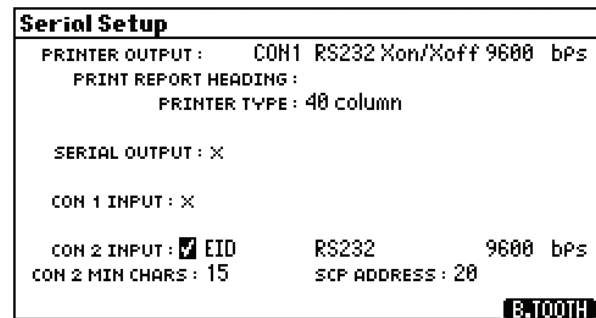 Serial Setup
PRINTER OUTPUT : CON1 RS232 Xon/Xoff 9600 bPs
PRINT REPORT HEADING :
PRINTER TYPE : 40 column
SERIAL OUTPUT : X
CON 1 INPUT : X
CON 2 INPUT : ✓ EID RS232 9600 bPs
CON 2 MIN CHARS : 15 SCP ADDRESS : 20
B.TOOTH